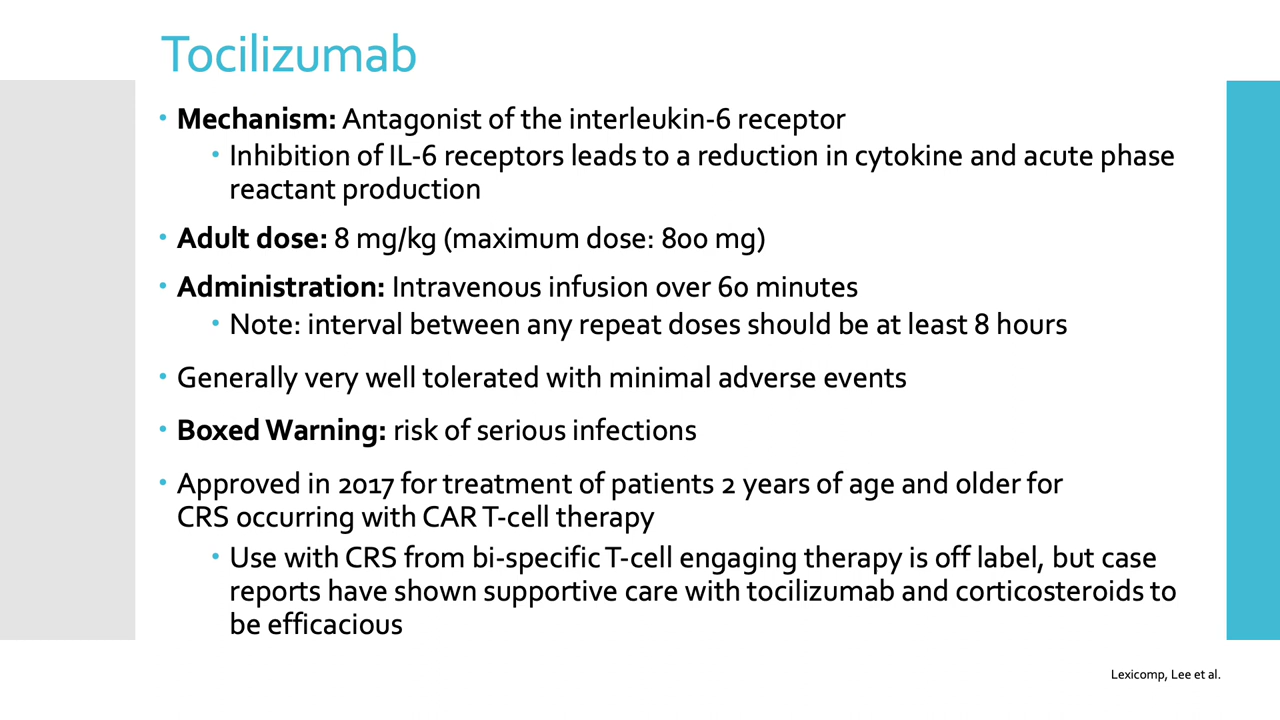 Tocilizumab
• Mechanism: Antagonist of the interleukin-6 receptor
• Inhibition of IL-6 receptors leads to a reduction in cytokine and acute phase
reactant production
• Adult dose: 8 mg/kg (maximum dose: 800 mg)
• Administration: Intravenous infusion over 60 minutes
• Note: interval between any repeat doses should be at least 8 hours
• Generally very well tolerated with minimal adverse events
• Boxed Warning: risk of serious infections
• Approved in 2017 for treatment of patients 2 years of age and older for
CRS occurring with CAR T-cell therapy
• Use with CRS from bi-specific T-cell engaging therapy is off label, but case
reports have shown supportive care with tocilizumab and corticosteroids to
be efficacious
Lexicomp, Lee et al.